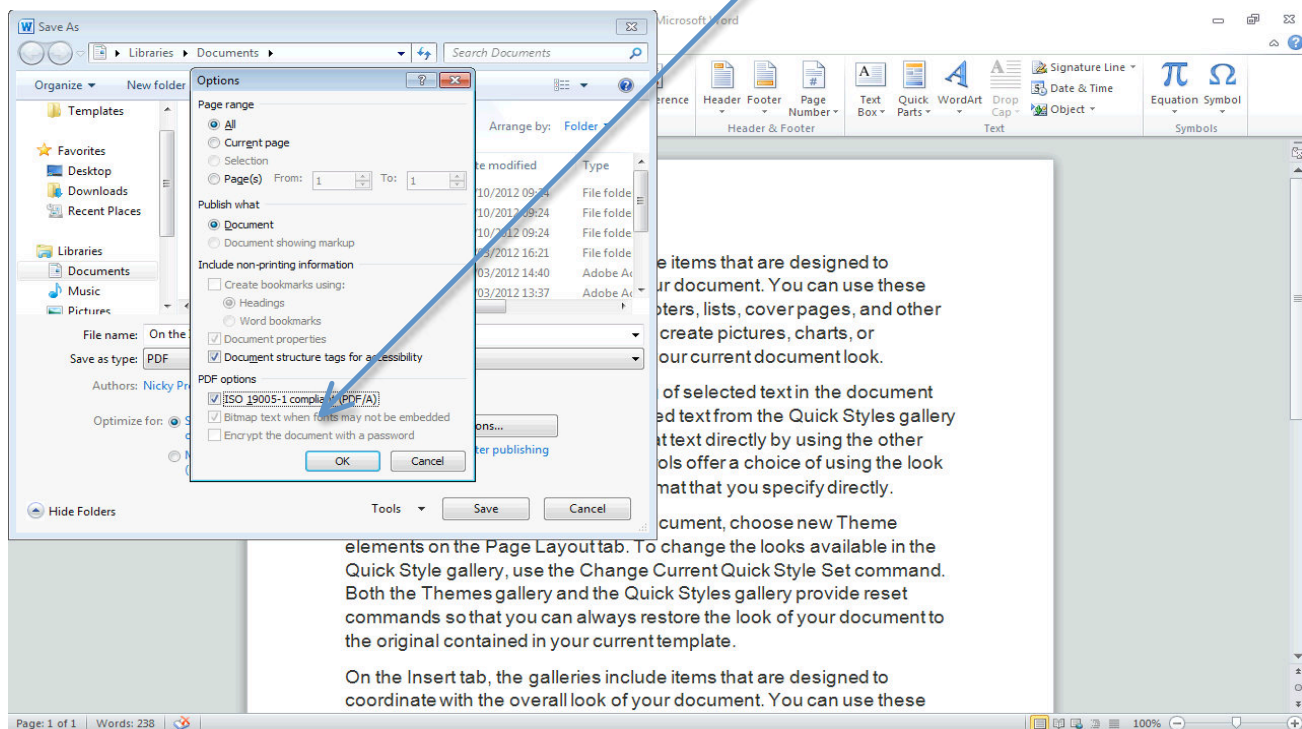 Save As
Microsoft Word
Libraries Documents
Search Documents
Organize New folder
Arrange by: Folder
Templates
Favorites
Desktop
Downloads
Recent Places
Libraries
Documents
Music
Pictures
modified Type
/10/2012 09:24 File folde
/10/2012 09:24 File folde
/10/2012 09:24 File folde
/03/2012 16:21 File folde
/03/2012 14:40 Adobe Ac
/03/2012 13:37 Adobe Ac
File name: On the
Save as type: PDF
Authors: Nicky Pr
Optimize for: S
ons...
ter publishing
Hide Folders
Tools Save Cancel
Options
Page range
All
Current page
Selection
Page(s) From: 1 To: 1
Publish what
Document
Document showing markup
Include non-printing information
Create bookmarks using:
Headings
Word bookmarks
Document properties
Document structure tags for accessibility
PDF options
ISO 19005-1 compliant (PDF/A)
Bitmap text when fonts may not be embedded
Encrypt the document with a password
OK Cancel
erence
Header Footer Page Number
Header & Footer
Text Box Quick Parts WordArt Drop Cap
Signature Line
Date & Time
Object
Text
Equation Symbol
Symbols
e items that are designed to
ur document. You can use these
oters, lists, cover pages, and other
create pictures, charts, or
our current document look.
of selected text in the document
ed text from the Quick Styles gallery
at text directly by using the other
ols offer a choice of using the look
mat that you specify directly.
cument, choose new Theme
elements on the Page Layout tab. To change the looks available in the
Quick Style gallery, use the Change Current Quick Style Set command.
Both the Themes gallery and the Quick Styles gallery provide reset
commands so that you can always restore the look of your document to
the original contained in your current template.
On the Insert tab, the galleries include items that are designed to
coordinate with the overall look of your document. You can use these
Page: 1 of 1 Words: 238
100%